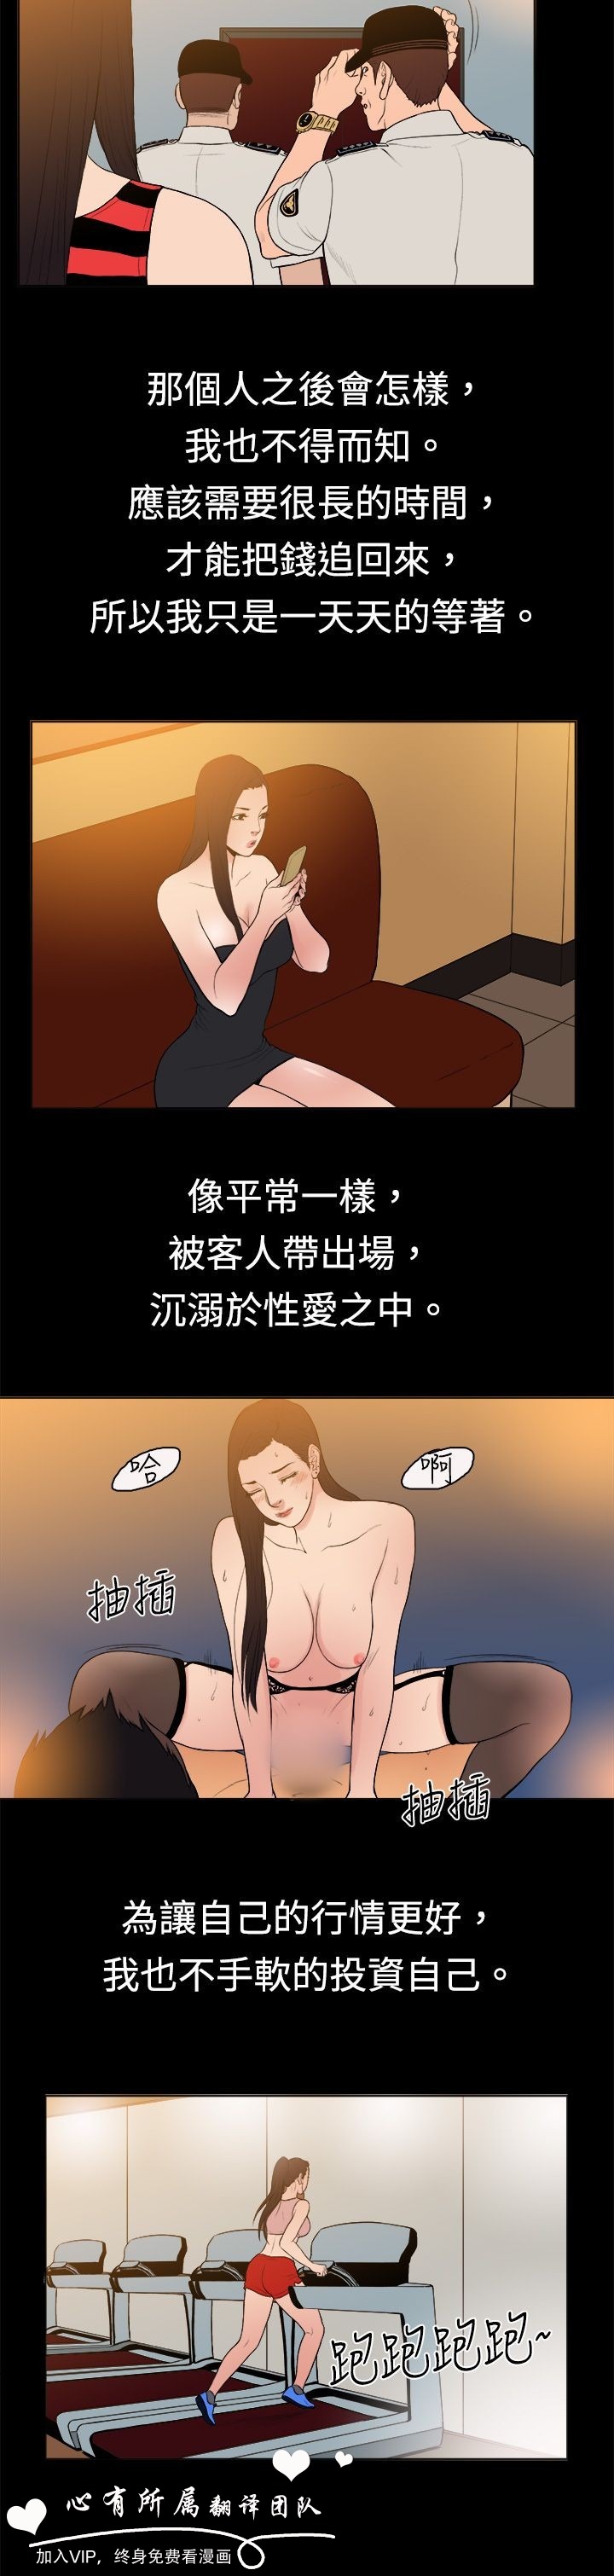 那個人之後會怎樣，
我也不得而知。
應該需要很長的時間，
才能把錢追回來，
所以我只是一天天的等著。
像平常一樣，
被客人帶出場，
沉溺於性愛之中。
哈
啊
抽插
抽插
為讓自己的行情更好，
我也不手軟的投資自己。
跑跑跑跑~
心有所属翻译团队
加入VIP，终身免费看漫画